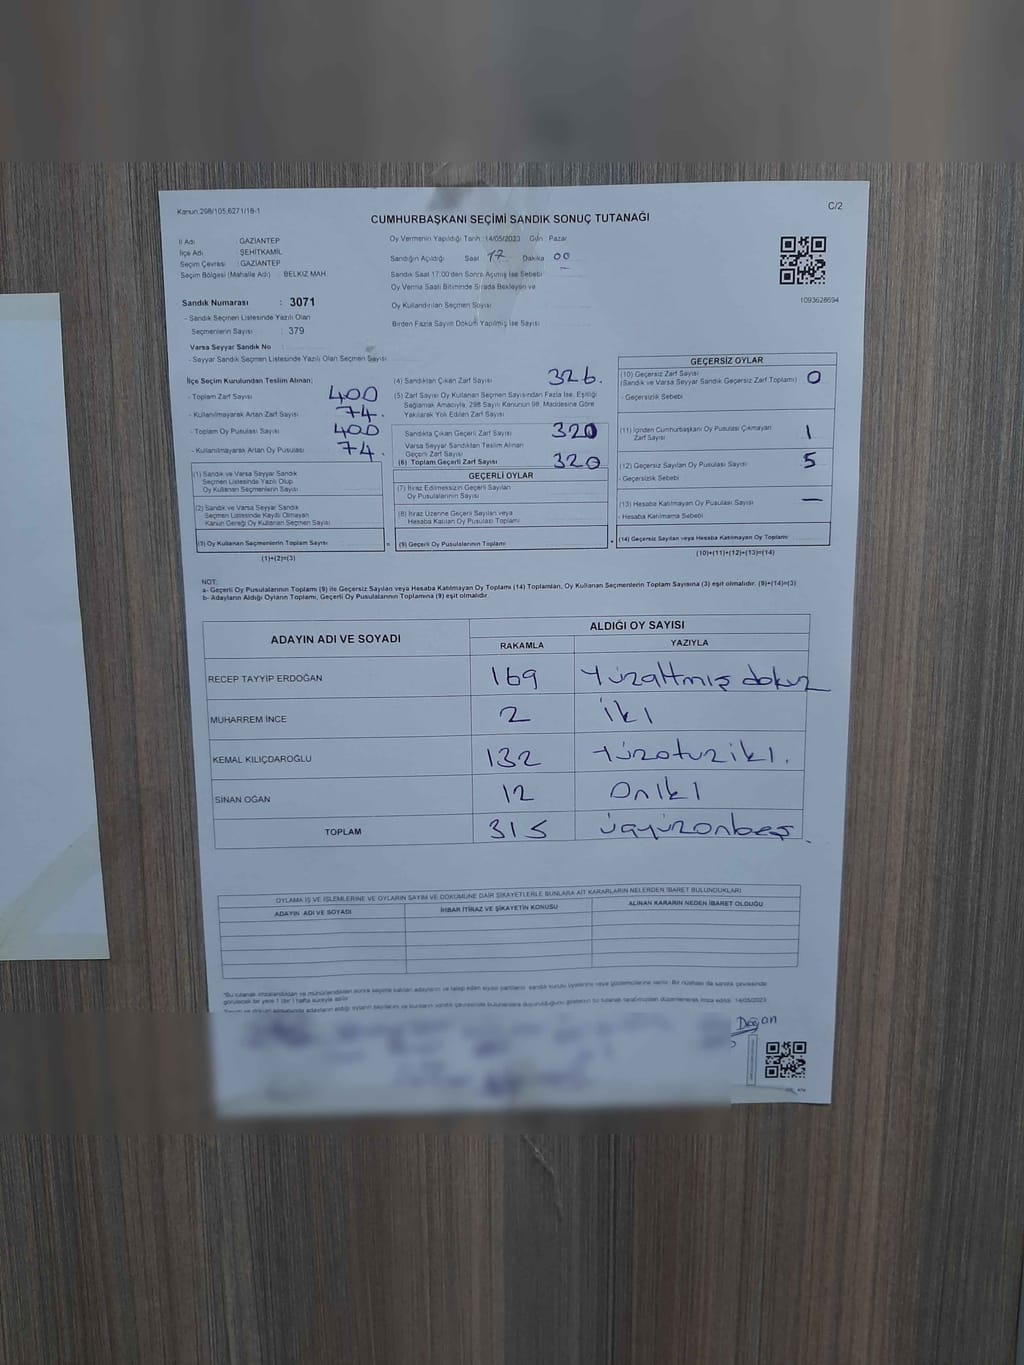 Kanun:298/105,6271/18-1
C/2
CUMHURBAŞKANI SEÇİMİ SANDIK SONUÇ TUTANAĞI
İl Adı : GAZİANTEP
İlçe Adı : ŞEHİTKAMİL
Seçim Çevresi : GAZİANTEP
Seçim Bölgesi (Mahalle Adı) : BELKIZ MAH.
Oy Vermenin Yapıldığı Tarih :14/05/2023 Gün : Pazar
Sandığın Açıldığı Saat 17 Dakika 00
Sandık Saat 17:00'den Sonra Açılmış İse Sebebi
Oy Verme Saati Bitiminde Sırada Bekleyen ve
Oy Kullandırılan Seçmen Sayısı
Birden Fazla Sayım Döküm Yapılmış İse Sayısı
1093628694
Sandık Numarası : 3071
- Sandık Seçmen Listesinde Yazılı Olan
Seçmenlerin Sayısı : 379
Varsa Seyyar Sandık No
- Seyyar Sandık Seçmen Listesinde Yazılı Olan Seçmen Sayısı
İlçe Seçim Kurulundan Teslim Alınan;
- Toplam Zarf Sayısı 400
- Kullanılmayarak Artan Zarf Sayısı 74.
- Toplam Oy Pusulası Sayısı 400
- Kullanılmayarak Artan Oy Pusulası 74.
(1) Sandık ve Varsa Seyyar Sandık
Seçmen Listesinde Yazılı Olup
Oy Kullanan Seçmenlerin Sayısı
(2) Sandık ve Varsa Seyyar Sandık
Seçmen Listesinde Kayıtlı Olmayan
Kanun Gereği Oy Kullanan Seçmen Sayısı
(3) Oy Kullanan Seçmenlerin Toplam Sayısı
(1)+(2)=(3)
(4) Sandıktan Çıkan Zarf Sayısı 326.
(5) Zarf Sayısı Oy Kullanan Seçmen Sayısından Fazla İse, Eşitliği
Sağlamak Amacıyla, 298 Sayılı Kanunun 98. Maddesine Göre
Yakılarak Yok Edilen Zarf Sayısı
Sandıkta Çıkan Geçerli Zarf Sayısı 320
Varsa Seyyar Sandıktan Teslim Alınan
Geçerli Zarf Sayısı
(6) Toplam Geçerli Zarf Sayısı 320
GEÇERLİ OYLAR
(7) İtiraz Edilmeksizin Geçerli Sayılan
Oy Pusulalarının Sayısı
(8) İtiraz Üzerine Geçerli Sayılan veya
Hesaba Katılan Oy Pusulası Toplamı
= (9) Geçerli Oy Pusulalarının Toplamı
GEÇERSİZ OYLAR
(10) Geçersiz Zarf Sayısı 0
(Sandık ve Varsa Seyyar Sandık Geçersiz Zarf Toplamı)
- Geçersizlik Sebebi
(11) İçinden Cumhurbaşkanı Oy Pusulası Çıkmayan 1
Zarf Sayısı
(12) Geçersiz Sayılan Oy Pusulası Sayısı 5
- Geçersizlik Sebebi
(13) Hesaba Katılmayan Oy Pusulası Sayısı —
- Hesaba Katılmama Sebebi
+ (14) Geçersiz Sayılan veya Hesaba Katılmayan Oy Toplamı
(10)+(11)+(12)+(13)=(14)
NOT:
a- Geçerli Oy Pusulalarının Toplamı (9) ile Geçersiz Sayılan veya Hesaba Katılmayan Oy Toplamı (14) Toplamları, Oy Kullanan Seçmenlerin Toplam Sayısına (3) eşit olmalıdır. (9)+(14)=(3)
b- Adayların Aldığı Oyların Toplamı, Geçerli Oy Pusulalarının Toplamına (9) eşit olmalıdır.
ADAYIN ADI VE SOYADI ALDIĞI OY SAYISI
RAKAMLA YAZIYLA
RECEP TAYYİP ERDOĞAN 169 Yüzaltmış dokuz
MUHARREM İNCE 2 İki
KEMAL KILIÇDAROĞLU 132 Yüzotuziki.
SİNAN OĞAN 12 Oniki
TOPLAM 315 üçyüzonbeş
OYLAMA İŞ VE İŞLEMLERİNE VE OYLARIN SAYIM VE DÖKÜMÜNE DAİR ŞİKAYETLERLE BUNLARA AİT KARARLARIN NELERDEN İBARET BULUNDUKLARI
ADAYIN ADI VE SOYADI İHBAR İTİRAZ VE ŞİKAYETİN KONUSU ALINAN KARARIN NEDEN İBARET OLDUĞU
Doğan